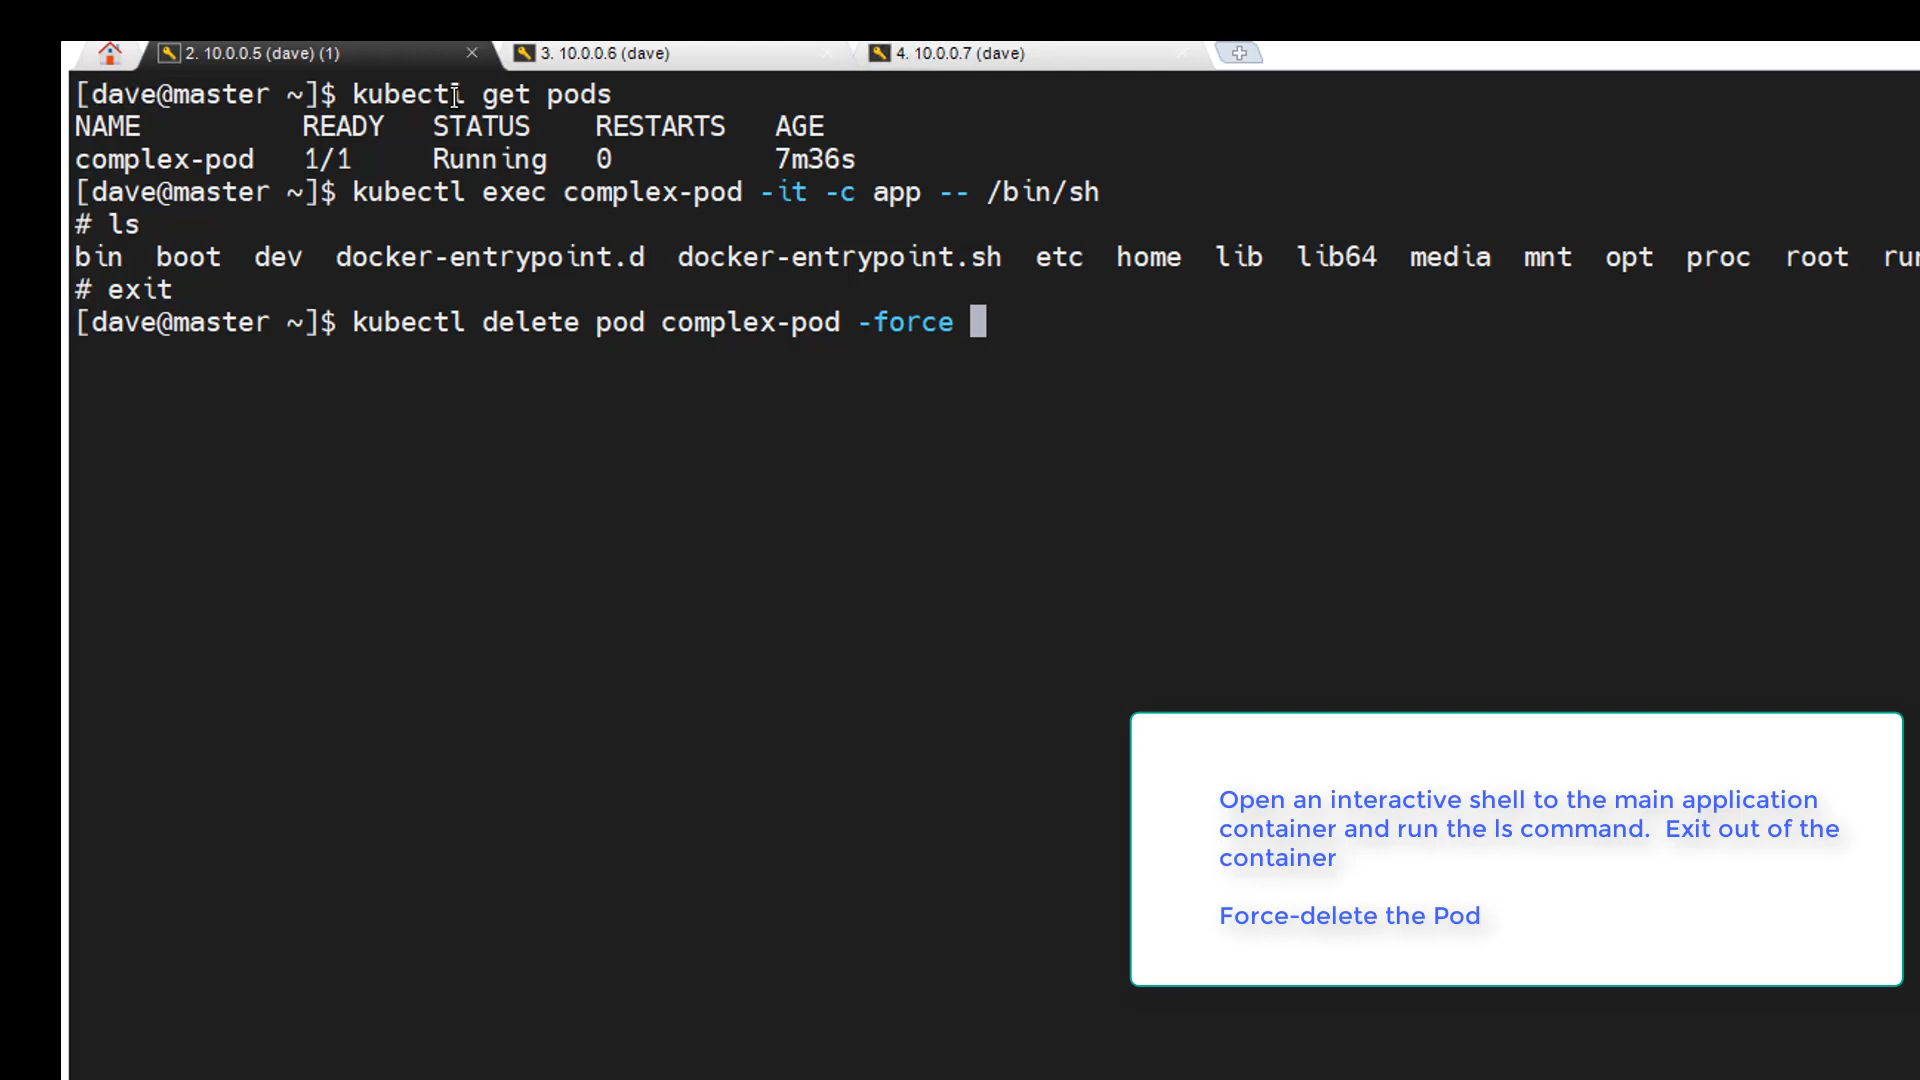 2. 10.0.0.5 (dave) (1)
3. 10.0.0.6 (dave)
4. 10.0.0.7 (dave)
[dave@master ~]$ kubectl get pods
NAME READY STATUS RESTARTS AGE
complex-pod 1/1 Running 0 7m36s
[dave@master ~]$ kubectl exec complex-pod -it -c app -- /bin/sh
# ls
bin boot dev docker-entrypoint.d docker-entrypoint.sh etc home lib lib64 media mnt opt proc root
# exit
[dave@master ~]$ kubectl delete pod complex-pod -force
Open an interactive shell to the main application
container and run the ls command. Exit out of the
container
Force-delete the Pod